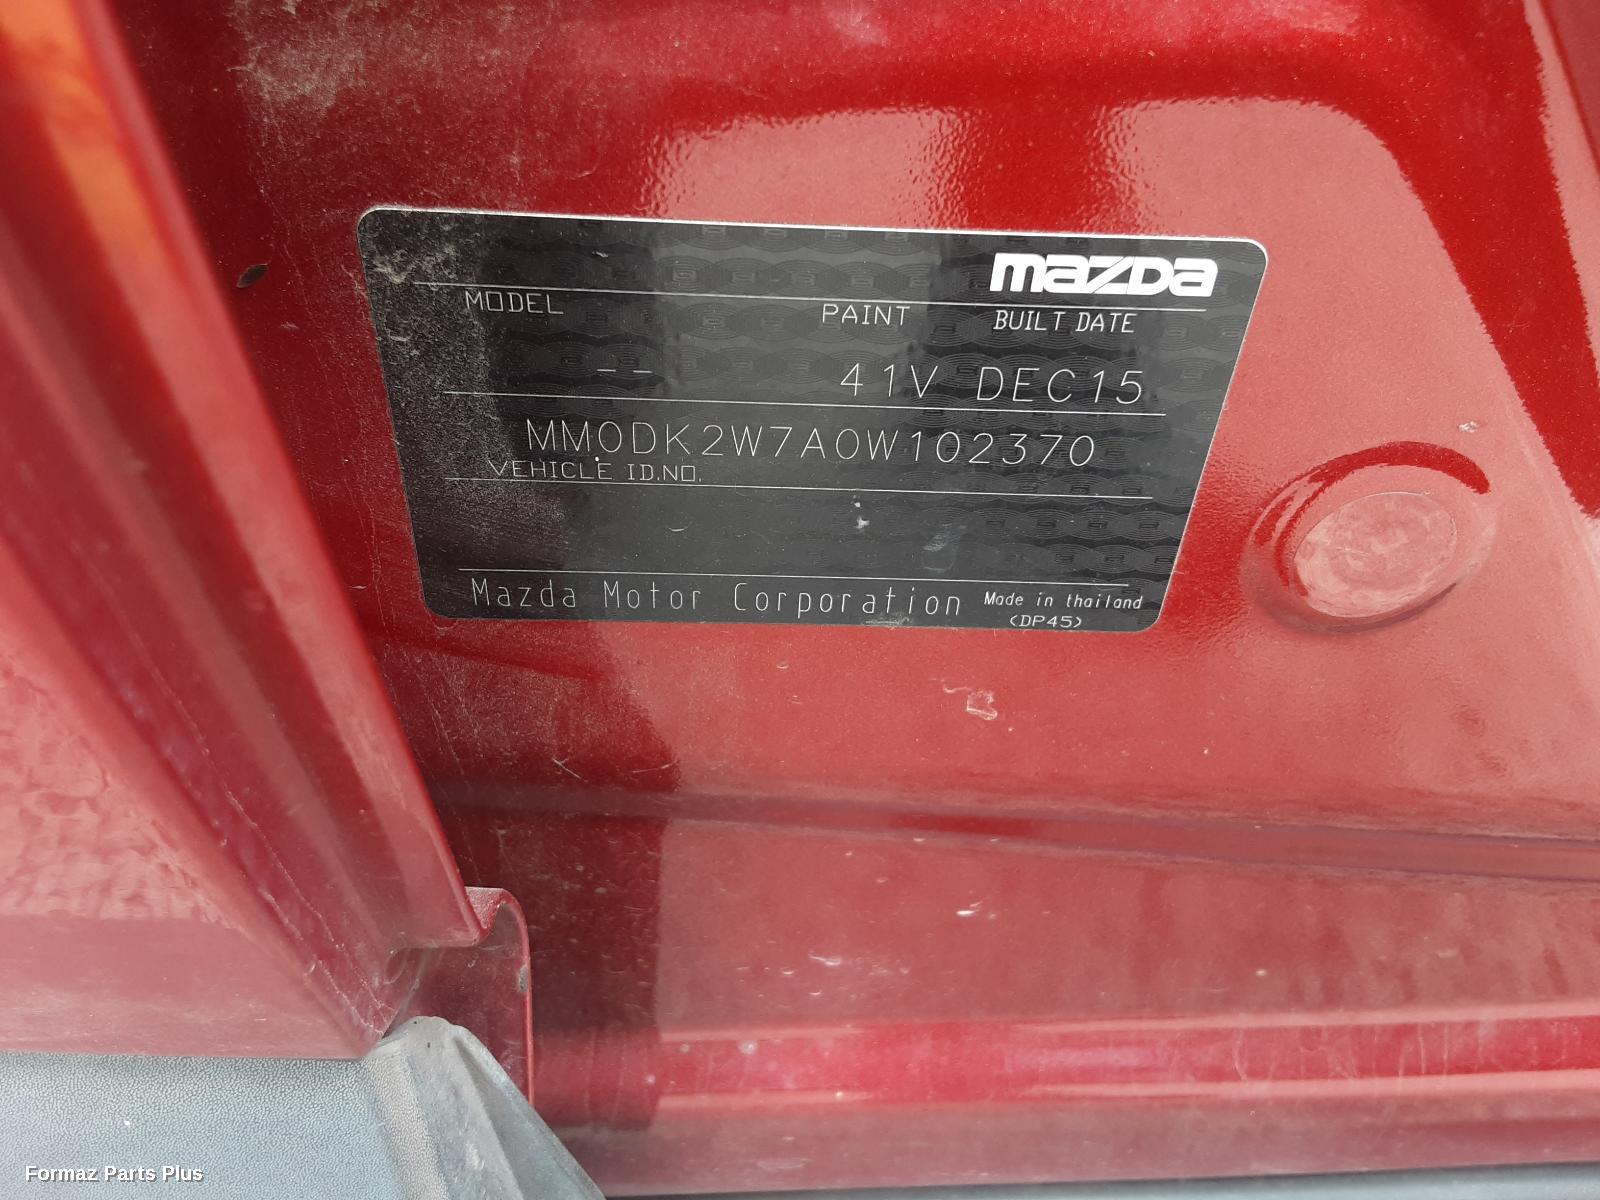 mazda
MODEL PAINT BUILT DATE
-- 41V DEC15
MM0DK2W7A0W102370
VEHICLE ID.NO.
Mazda Motor Corporation Made in thailand
(DP45)
Formaz Parts Plus